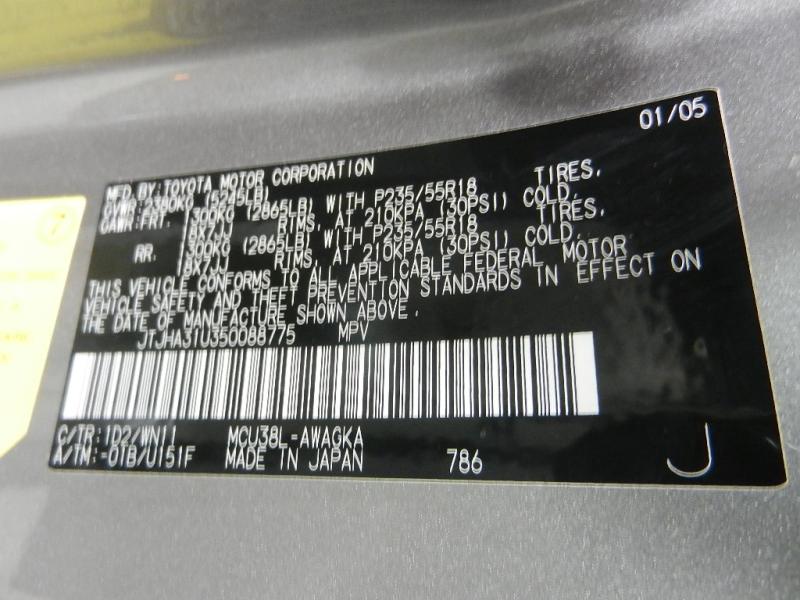 01/05
MFD.BY:TOYOTA MOTOR CORPORATION
GVWR:2380KG (5245LB)
GAWR:FRT. 1300KG (2865LB) WITH P235/55R18 TIRES,
18X7JJ RIMS, AT 210KPA (30PSI) COLD.
RR. 1300KG (2865LB) WITH P235/55R18 TIRES,
18X7JJ RIMS, AT 210KPA (30PSI) COLD.
THIS VEHICLE CONFORMS TO ALL APPLICABLE FEDERAL MOTOR
VEHICLE SAFETY AND THEFT PREVENTION STANDARDS IN EFFECT ON
THE DATE OF MANUFACTURE SHOWN ABOVE.
JTJHA31U350088775 MPV
C/TR:1D2/WN11 MCU38L-AWAGKA
A/TM:-01B/U151F MADE IN JAPAN 786 J